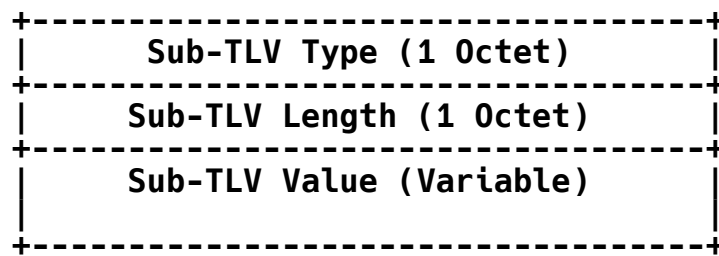 Sub-TLV Type (1 Octet)
Sub-TLV Length (1 Octet)
Sub-TLV Value (Variable)